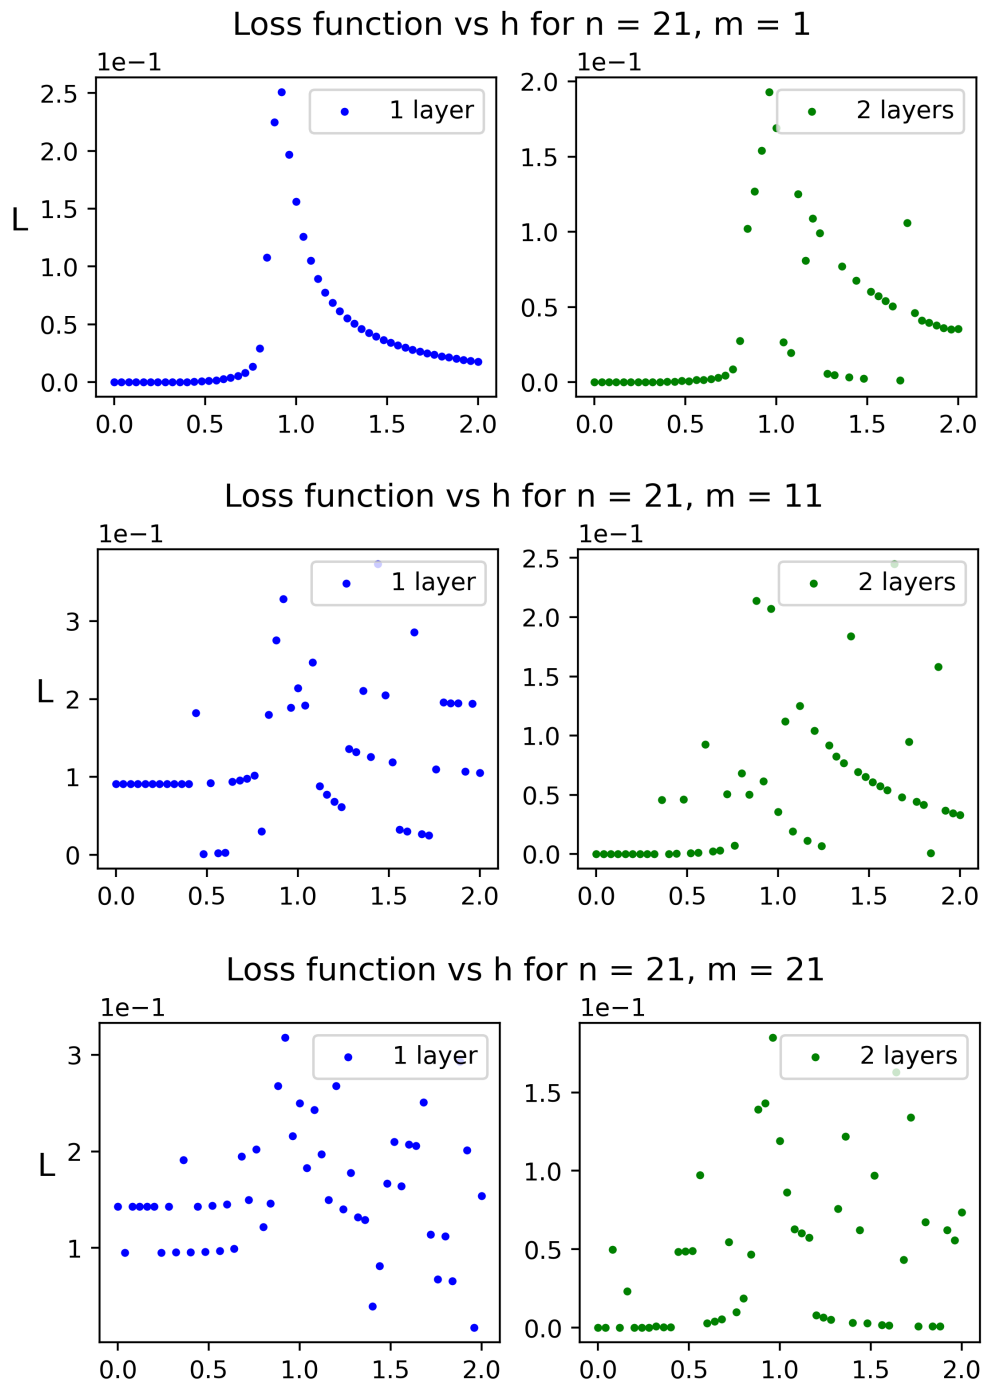 Loss function vs h for n = 21, m = 1
1e−1
1e−1
1 layer
2 layers
L
2.5
2.0
1.5
1.0
0.5
0.0
2.0
1.5
1.0
0.5
0.0
0.0 0.5 1.0 1.5 2.0
0.0 0.5 1.0 1.5 2.0
Loss function vs h for n = 21, m = 11
1e−1
1e−1
1 layer
2 layers
L
3
2
1
0
2.5
2.0
1.5
1.0
0.5
0.0
0.0 0.5 1.0 1.5 2.0
0.0 0.5 1.0 1.5 2.0
Loss function vs h for n = 21, m = 21
1e−1
1e−1
1 layer
2 layers
L
3
2
1
1.5
1.0
0.5
0.0
0.0 0.5 1.0 1.5 2.0
0.0 0.5 1.0 1.5 2.0